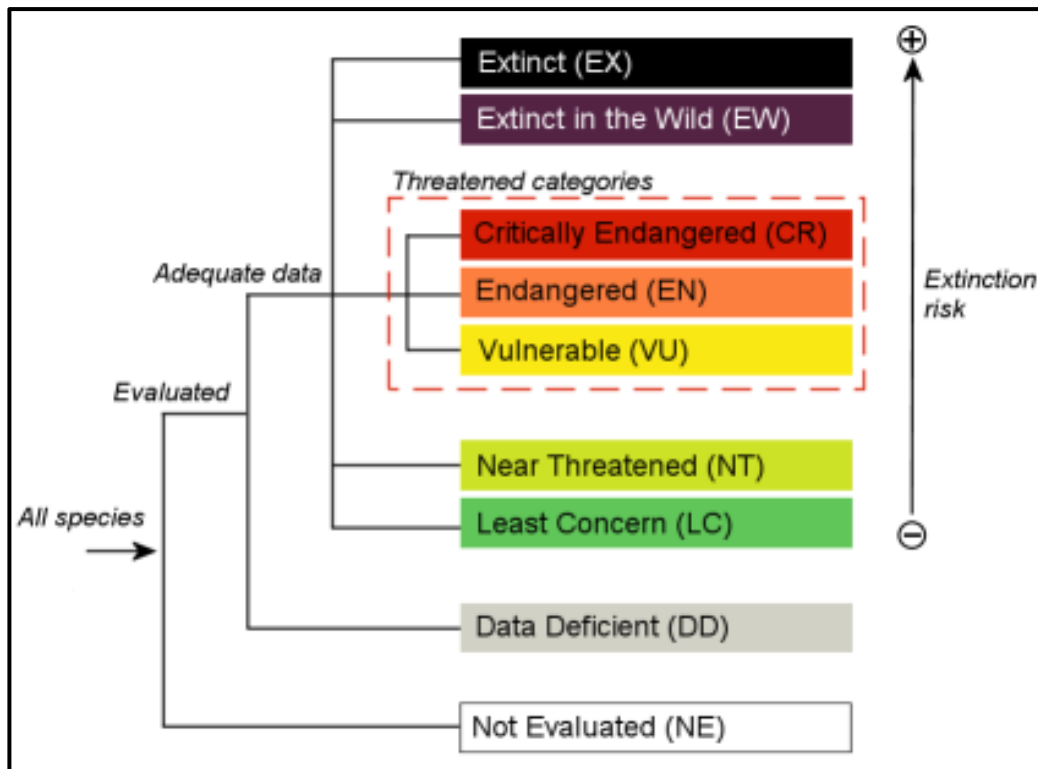 Extinct (EX)
Extinct in the Wild (EW)
Threatened categories
Critically Endangered (CR)
Adequate data
Endangered (EN)
Extinction
risk
Vulnerable (VU)
Evaluated
Near Threatened (NT)
All species
Least Concern (LC)
Data Deficient (DD)
Not Evaluated (NE)